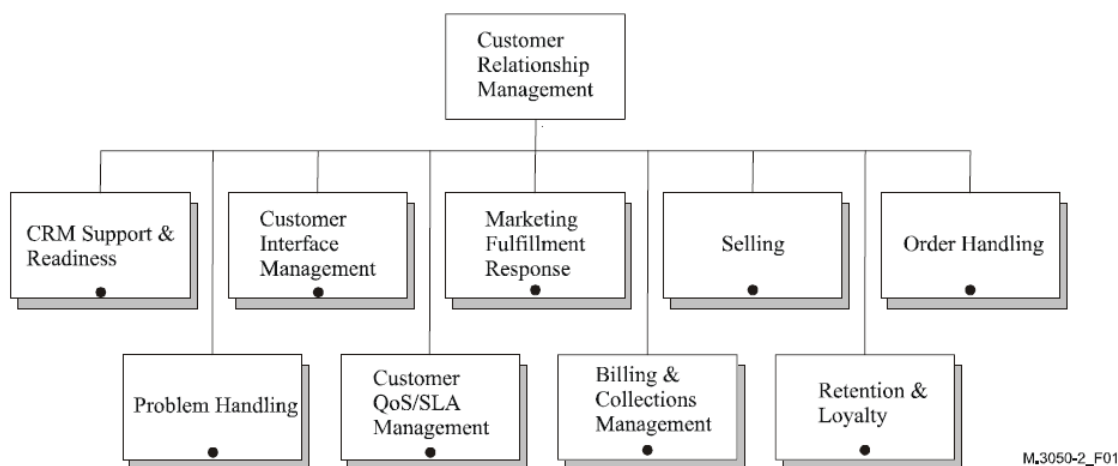 Customer
Relationship
Management
CRM Support &
Readiness
Customer
Interface
Management
Marketing
Fulfillment
Response
Selling
Order Handling
Problem Handling
Customer
QoS/SLA
Management
Billing &
Collections
Management
Retention &
Loyalty
M.3050-2_F01